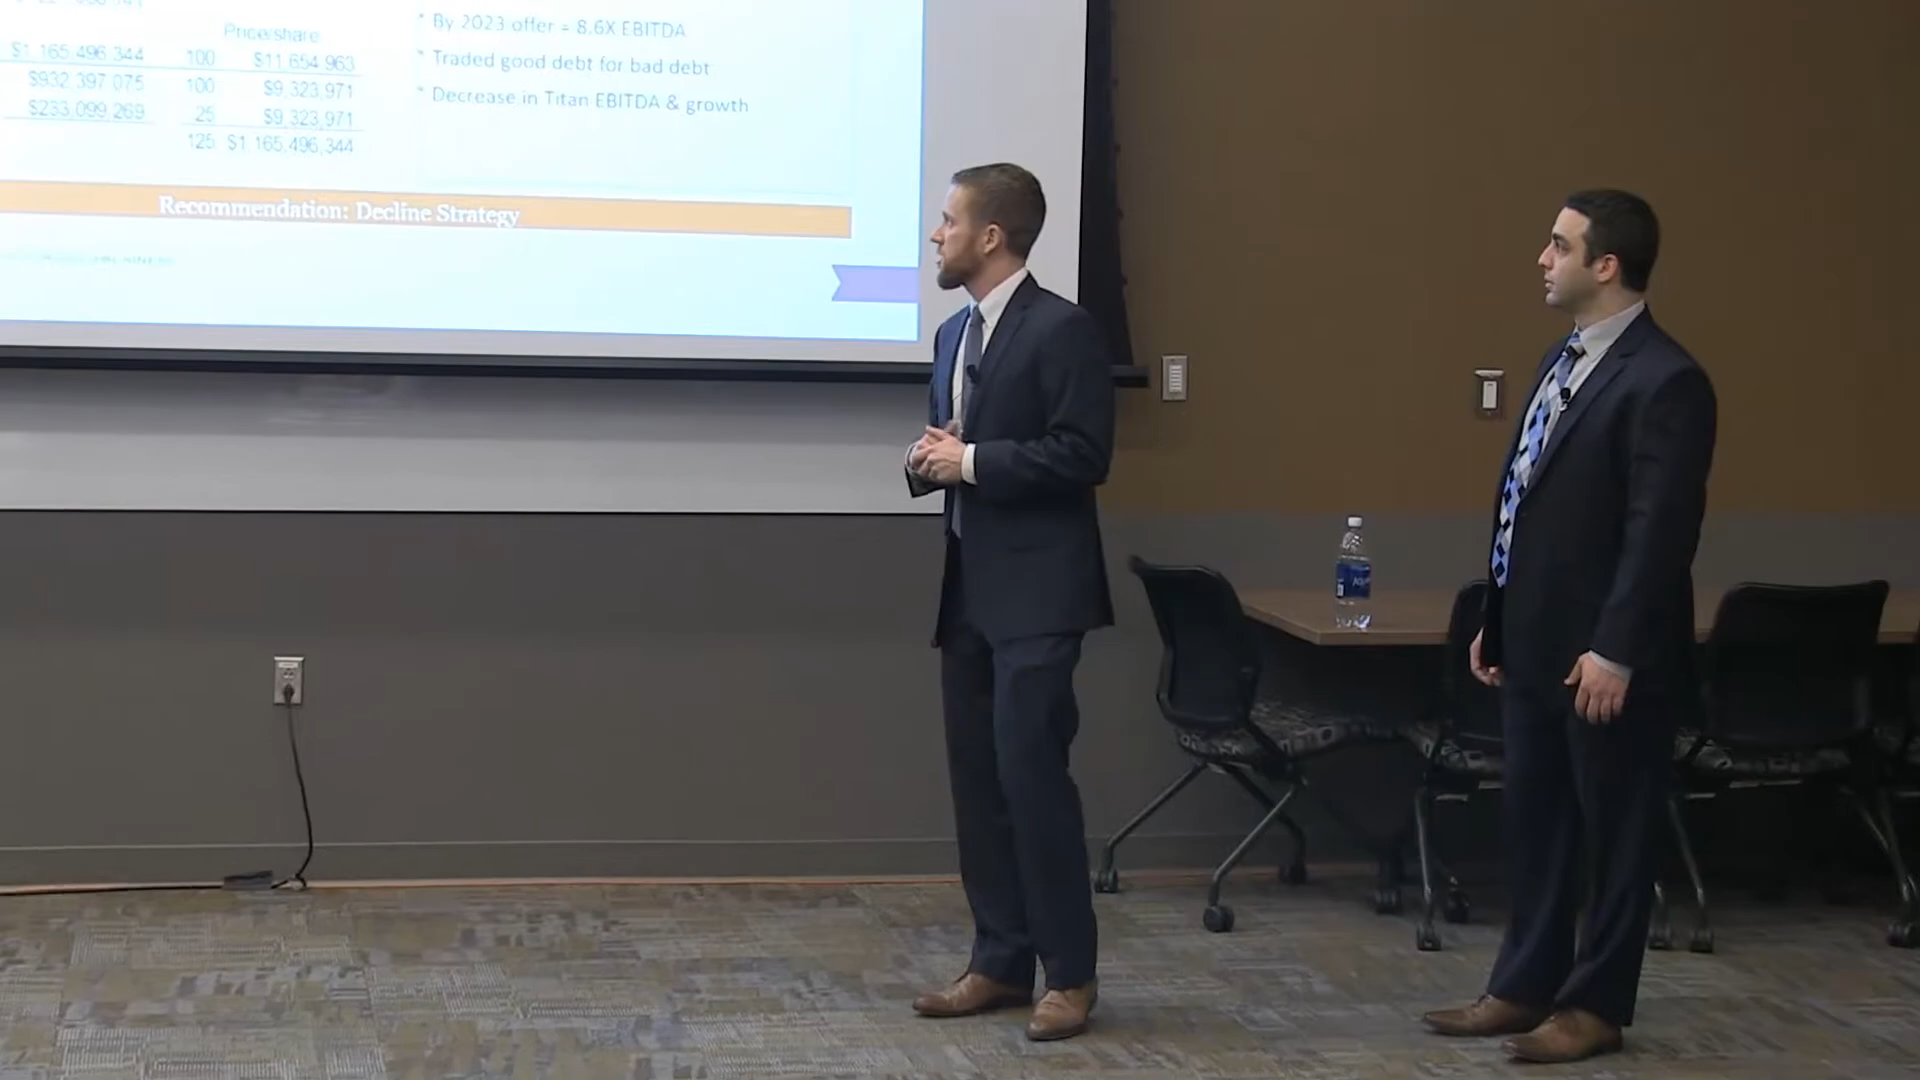 Price/share
$1,165,496,344 100 $11,654,963
$932,397,075 100 $9,323,971
$233,099,269 25 $9,323,971
125 $1,165,496,344
* By 2023 offer = 8.6X EBITDA
* Traded good debt for bad debt
* Decrease in Titan EBITDA & growth
Recommendation: Decline Strategy